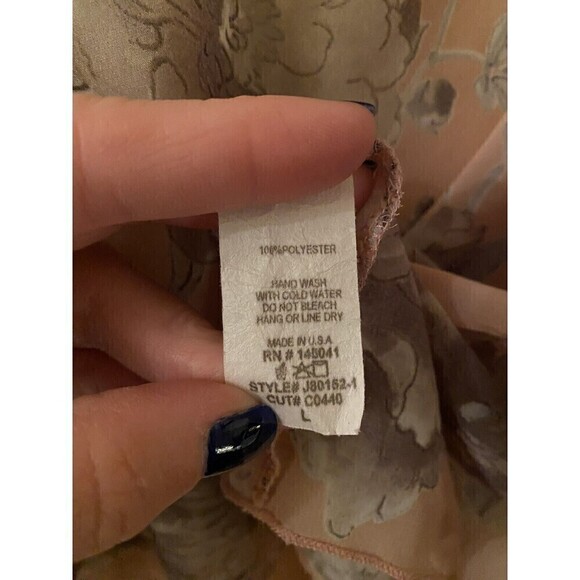 100%POLYESTER
HAND WASH
WITH COLD WATER
DO NOT BLEACH
HANG OR LINE DRY
MADE IN U.S.A
RN # 145041
STYLE# J80152-1
CUT# C0440
L